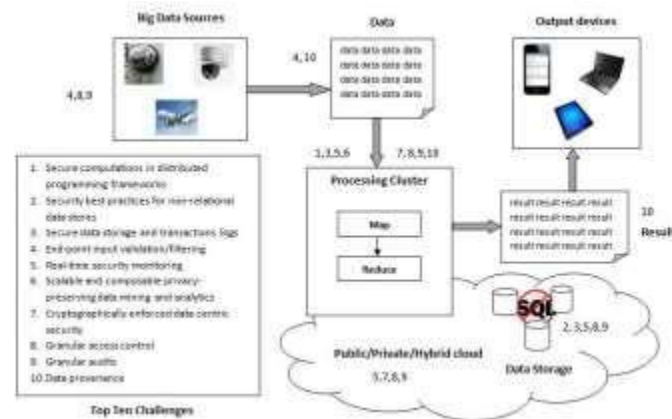 Big Data Sources
Data
Output devices
4, 10
data data data data
data data data data
data data data data
data data data data
4,8,9
1,3,5,6
7,8,9,10
Processing Cluster
Map
Reduce
result result result result
result result result result
result result result result
result result result result
10
Result
1. Secure computations in distributed
programming frameworks
2. Security best practices for non-relational
data stores
3. Secure data storage and transactions logs
4. End-point input validation/filtering
5. Real-time security monitoring
6. Scalable and composable privacy-
preserving data mining and analytics
7. Cryptographically enforced data centric
security
8. Granular access control
9. Granular audits
10. Data provenance
Top Ten Challenges
SQL
2, 3,5,8,9
Public/Private/Hybrid cloud
Data Storage
5,7,8,9